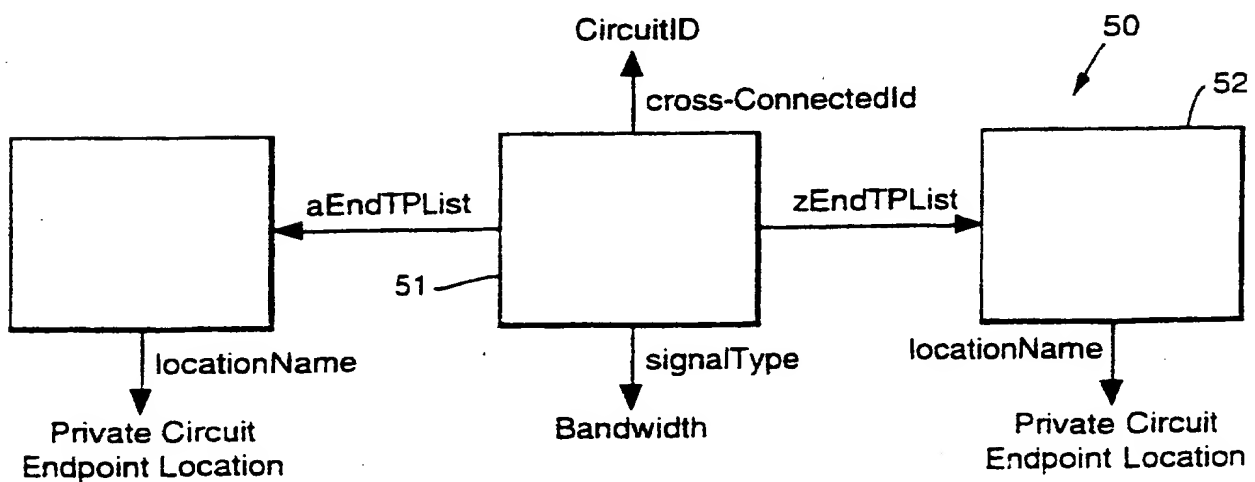 CircuitID
50
cross-ConnectedId
52
aEndTPList
zEndTPList
51
locationName
signalType
locationName
Private Circuit
Endpoint Location
Bandwidth
Private Circuit
Endpoint Location